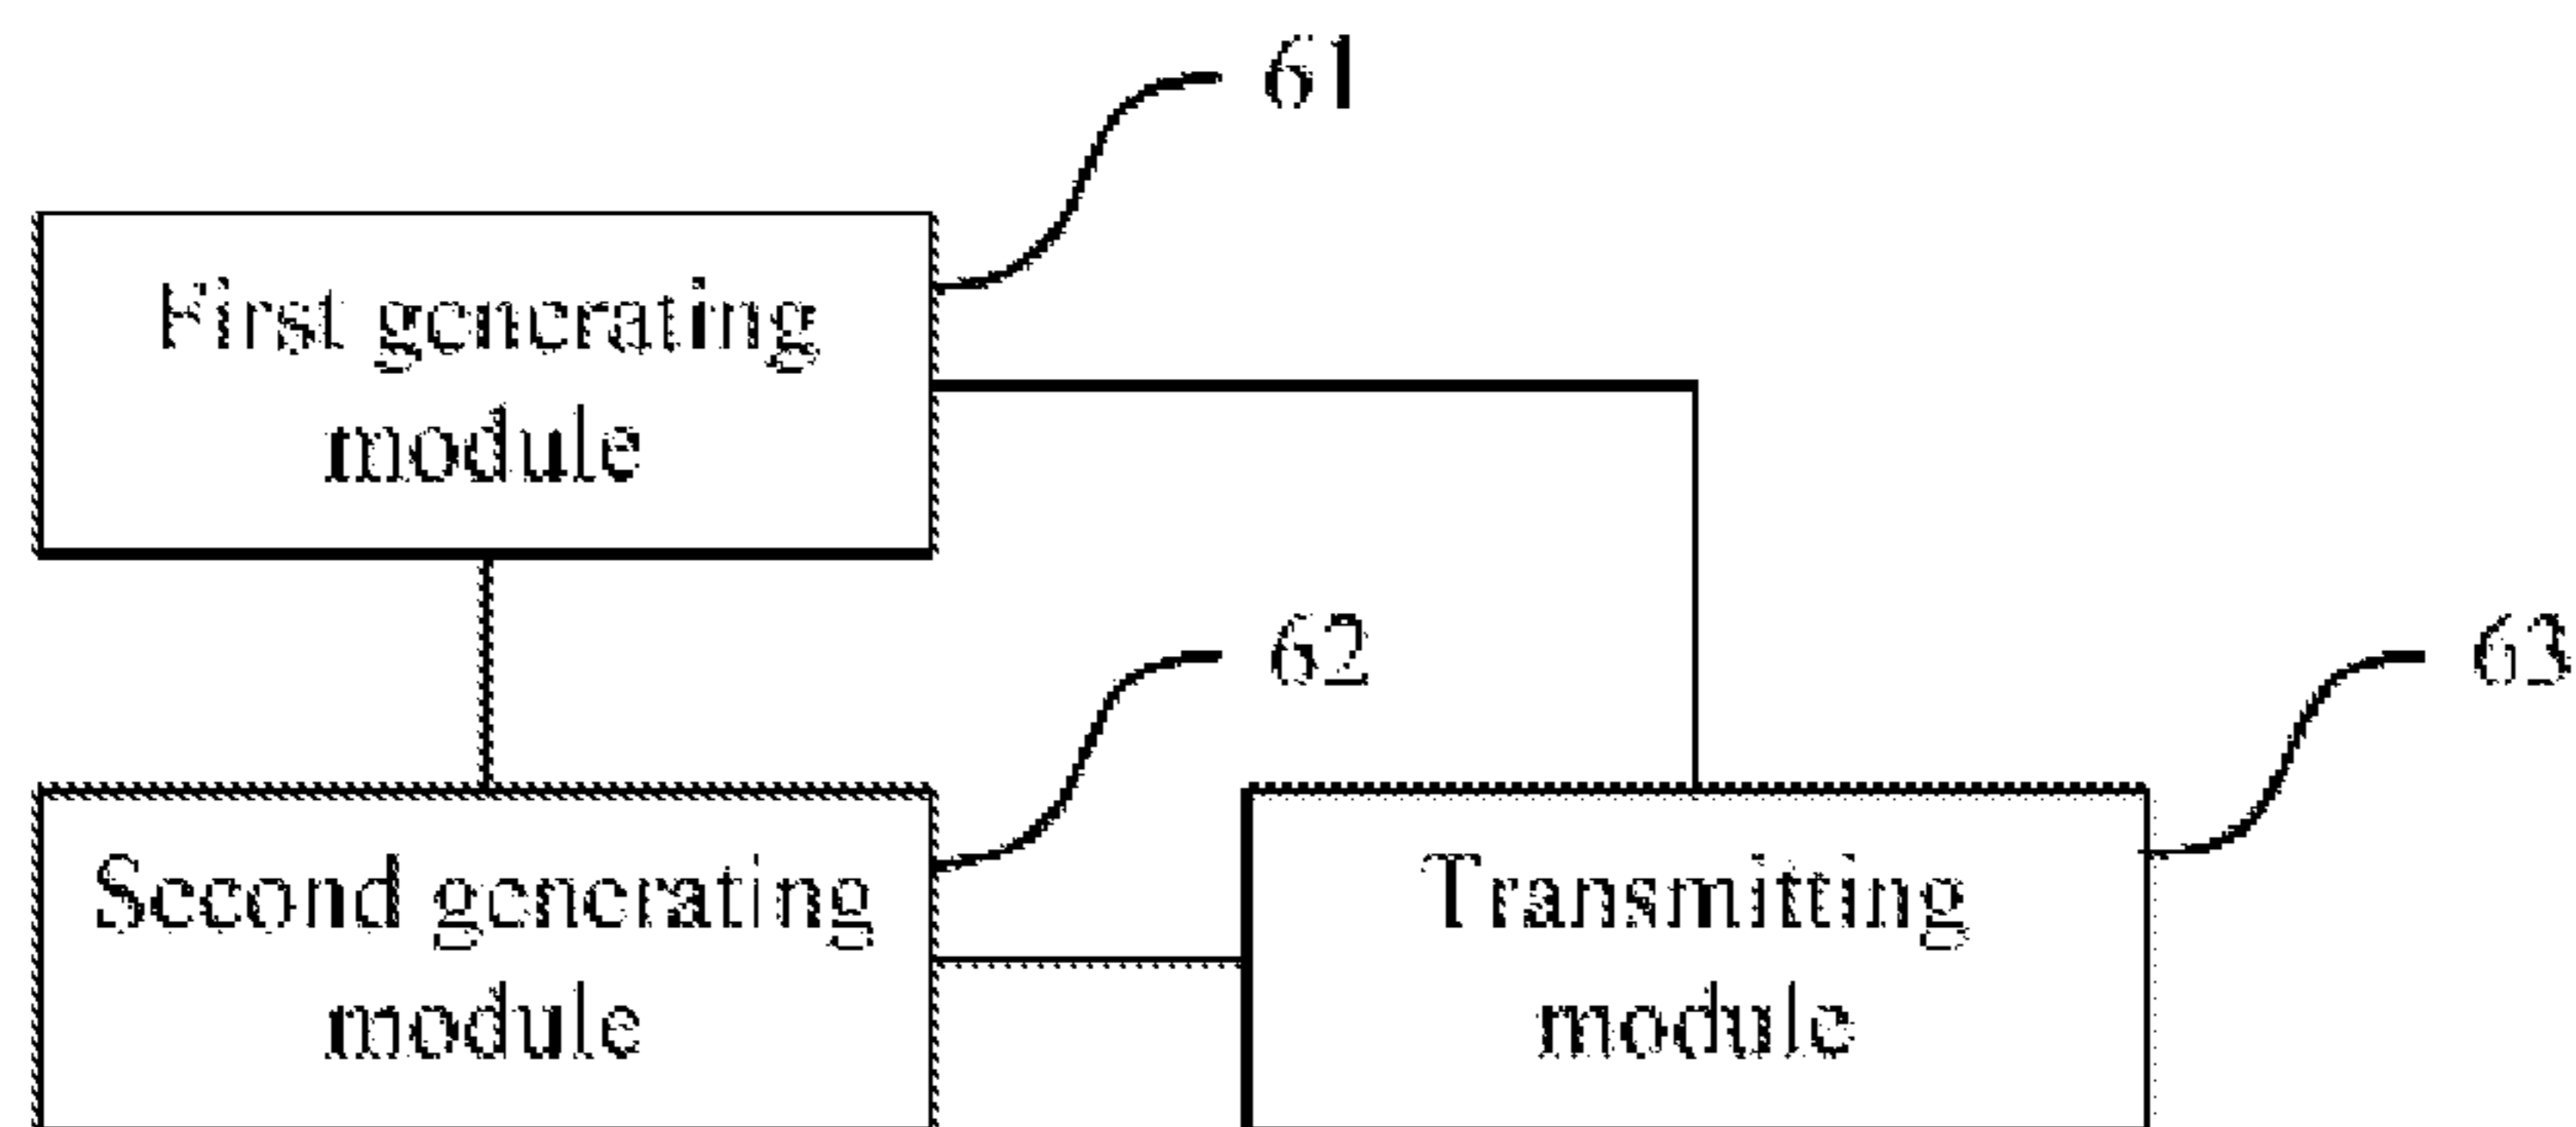 61
First generating
module
62
63
Second generating
module
Transmitting
module